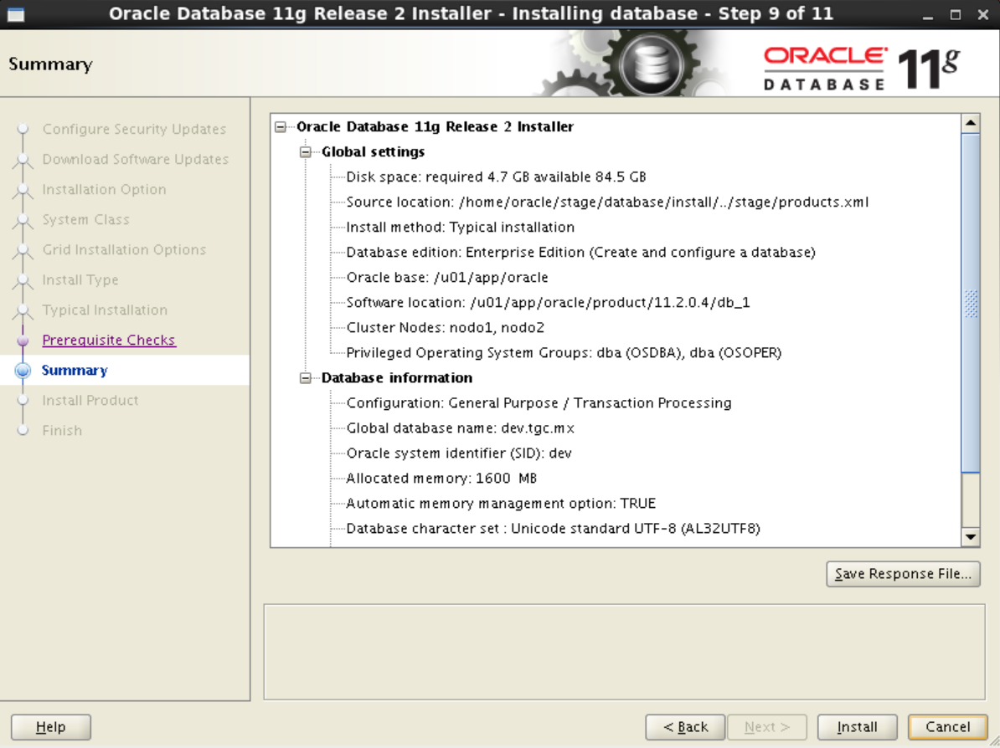 Oracle Database 11g Release 2 Installer - Installing database - Step 9 of 11
Summary
ORACLE
DATABASE
11g
Configure Security Updates
Download Software Updates
Installation Option
System Class
Grid Installation Options
Install Type
Typical Installation
Prerequisite Checks
Summary
Install Product
Finish
Oracle Database 11g Release 2 Installer
Global settings
Disk space: required 4.7 GB available 84.5 GB
Source location: /home/oracle/stage/database/install/../stage/products.xml
Install method: Typical installation
Database edition: Enterprise Edition (Create and configure a database)
Oracle base: /u01/app/oracle
Software location: /u01/app/oracle/product/11.2.0.4/db_1
Cluster Nodes: nodo1, nodo2
Privileged Operating System Groups: dba (OSDBA), dba (OSOPER)
Database information
Configuration: General Purpose / Transaction Processing
Global database name: dev.tgc.mx
Oracle system identifier (SID): dev
Allocated memory: 1600 MB
Automatic memory management option: TRUE
Database character set : Unicode standard UTF-8 (AL32UTF8)
Save Response File...
Help
< Back
Next >
Install
Cancel